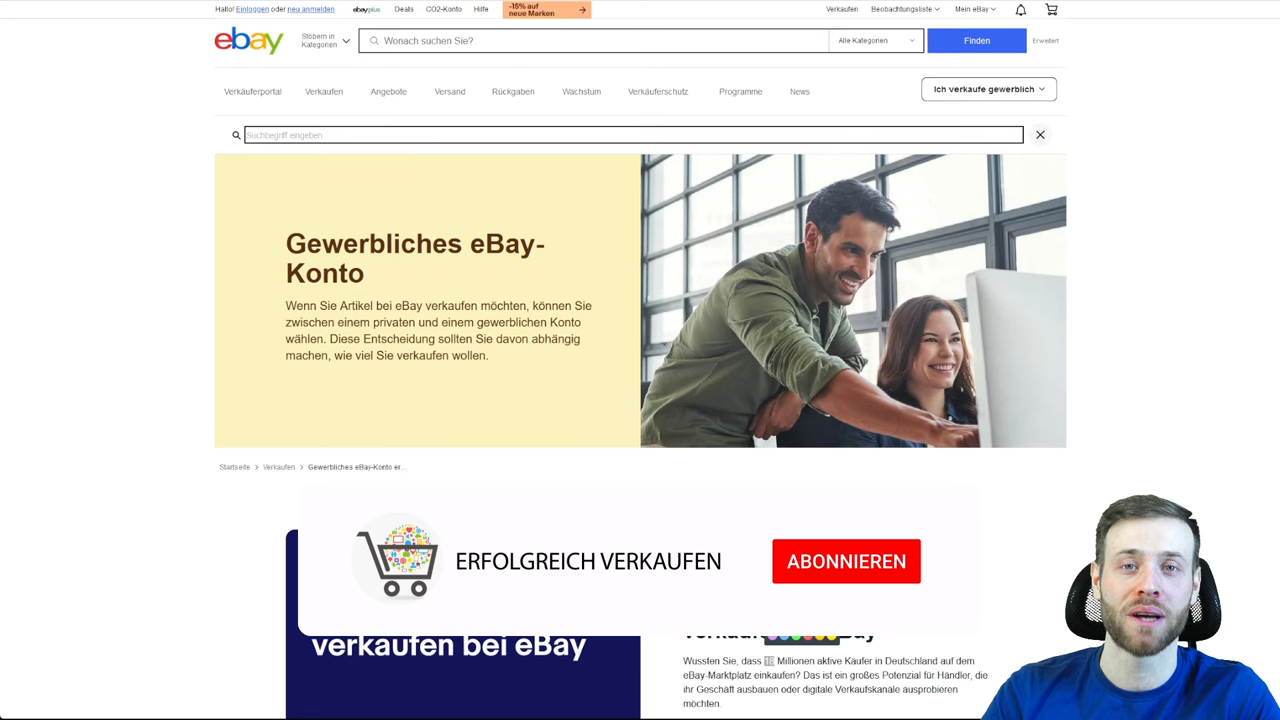 Hallo! Einloggen oder neu anmelden
ebayplus
Deals
CO2-Konto
Hilfe
-15% auf
neue Marken
Verkaufen
Beobachtungsliste
Mein eBay
ebay
Stöbern in
Kategorien
Wonach suchen Sie?
Alle Kategorien
Finden
Erweitert
Verkäuferportal
Verkaufen
Angebote
Versand
Rückgaben
Wachstum
Verkäuferschutz
Programme
News
Ich verkaufe gewerblich
Suchbegriff eingeben
Gewerbliches eBay-
Konto
Wenn Sie Artikel bei eBay verkaufen möchten, können Sie
zwischen einem privaten und einem gewerblichen Konto
wählen. Diese Entscheidung sollten Sie davon abhängig
machen, wie viel Sie verkaufen wollen.
Startseite
Verkaufen
Gewerbliches eBay-Konto er...
ERFOLGREICH VERKAUFEN
ABONNIEREN
verkaufen bei eBay
Wussten Sie, dass Millionen aktive Käufer in Deutschland auf dem
eBay-Marktplatz einkaufen? Das ist ein großes Potenzial für Händler, die
ihr Geschäft ausbauen oder digitale Verkaufskanäle ausprobieren
möchten.